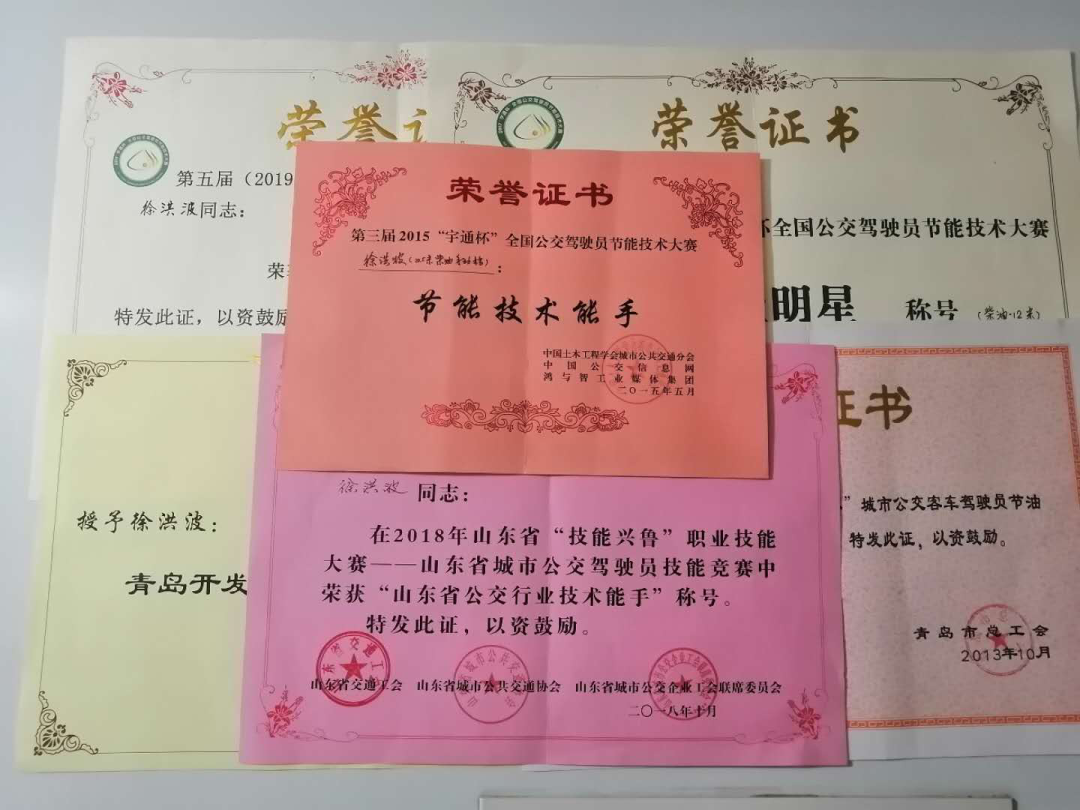 荣誉证
第五届（2019
徐洪波同志：
荣
特发此证，以资鼓励
荣誉证书
杯全国公交驾驶员节能技术大赛
明星 称号（柴油-12米）
荣誉证书
第三届2015“宇通杯”全国公交驾驶员节能技术大赛
徐洪波
：
节能技术能手
中国土木工程学会城市公共交通分会
中国公交信息网
鸿与智工业媒体集团
二〇一五年五月
授予徐洪波：
青岛开发
徐洪波 同志：
在2018年山东省“技能兴鲁”职业技能
大赛——山东省城市公交驾驶员技能竞赛中
荣获“山东省公交行业技术能手”称号。
特发此证，以资鼓励。
山东省交通工会 山东省城市公共交通协会 山东省城市公交企业工会联席委员会
二〇一八年十月
证书
”城市公交客车驾驶员节油
特发此证，以资鼓励。
青岛市总工会
2013年10月